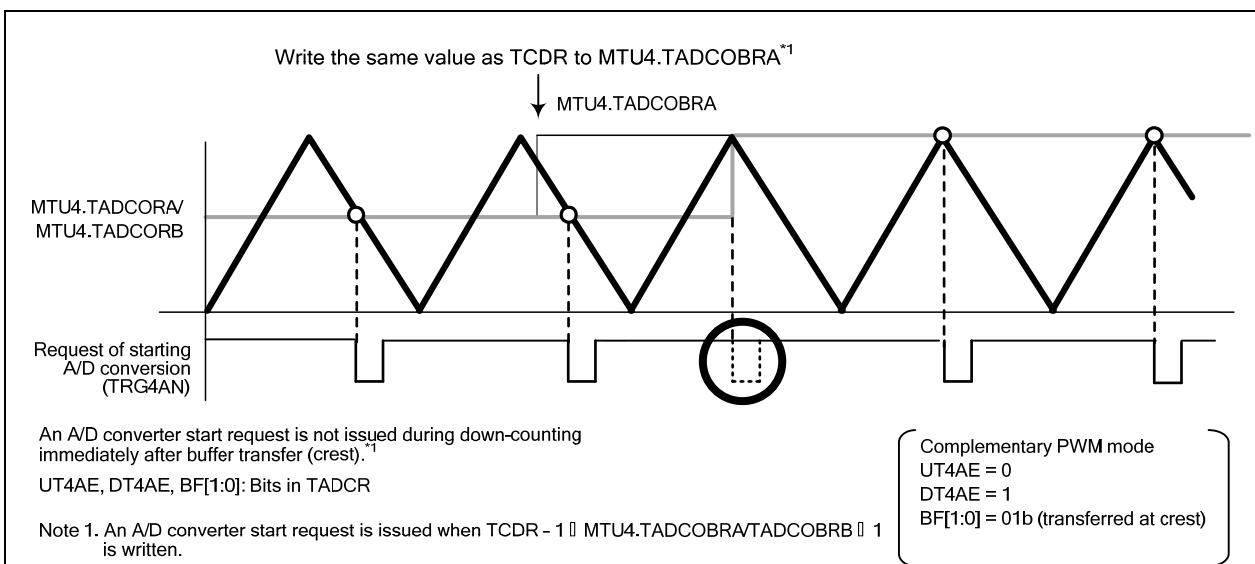 Write the same value as TCDR to MTU4.TADCOBRA*1
MTU4.TADCOBRA
MTU4.TADCORA/
MTU4.TADCORB
Request of starting
A/D conversion
(TRG4AN)
An A/D converter start request is not issued during down-counting
immediately after buffer transfer (crest).*1
UT4AE, DT4AE, BF[1:0]: Bits in TADCR
Note 1. An A/D converter start request is issued when TCDR - 1 ▯ MTU4.TADCOBRA/TADCOBRB ▯ 1
is written.
Complementary PWM mode
UT4AE = 0
DT4AE = 1
BF[1:0] = 01b (transferred at crest)